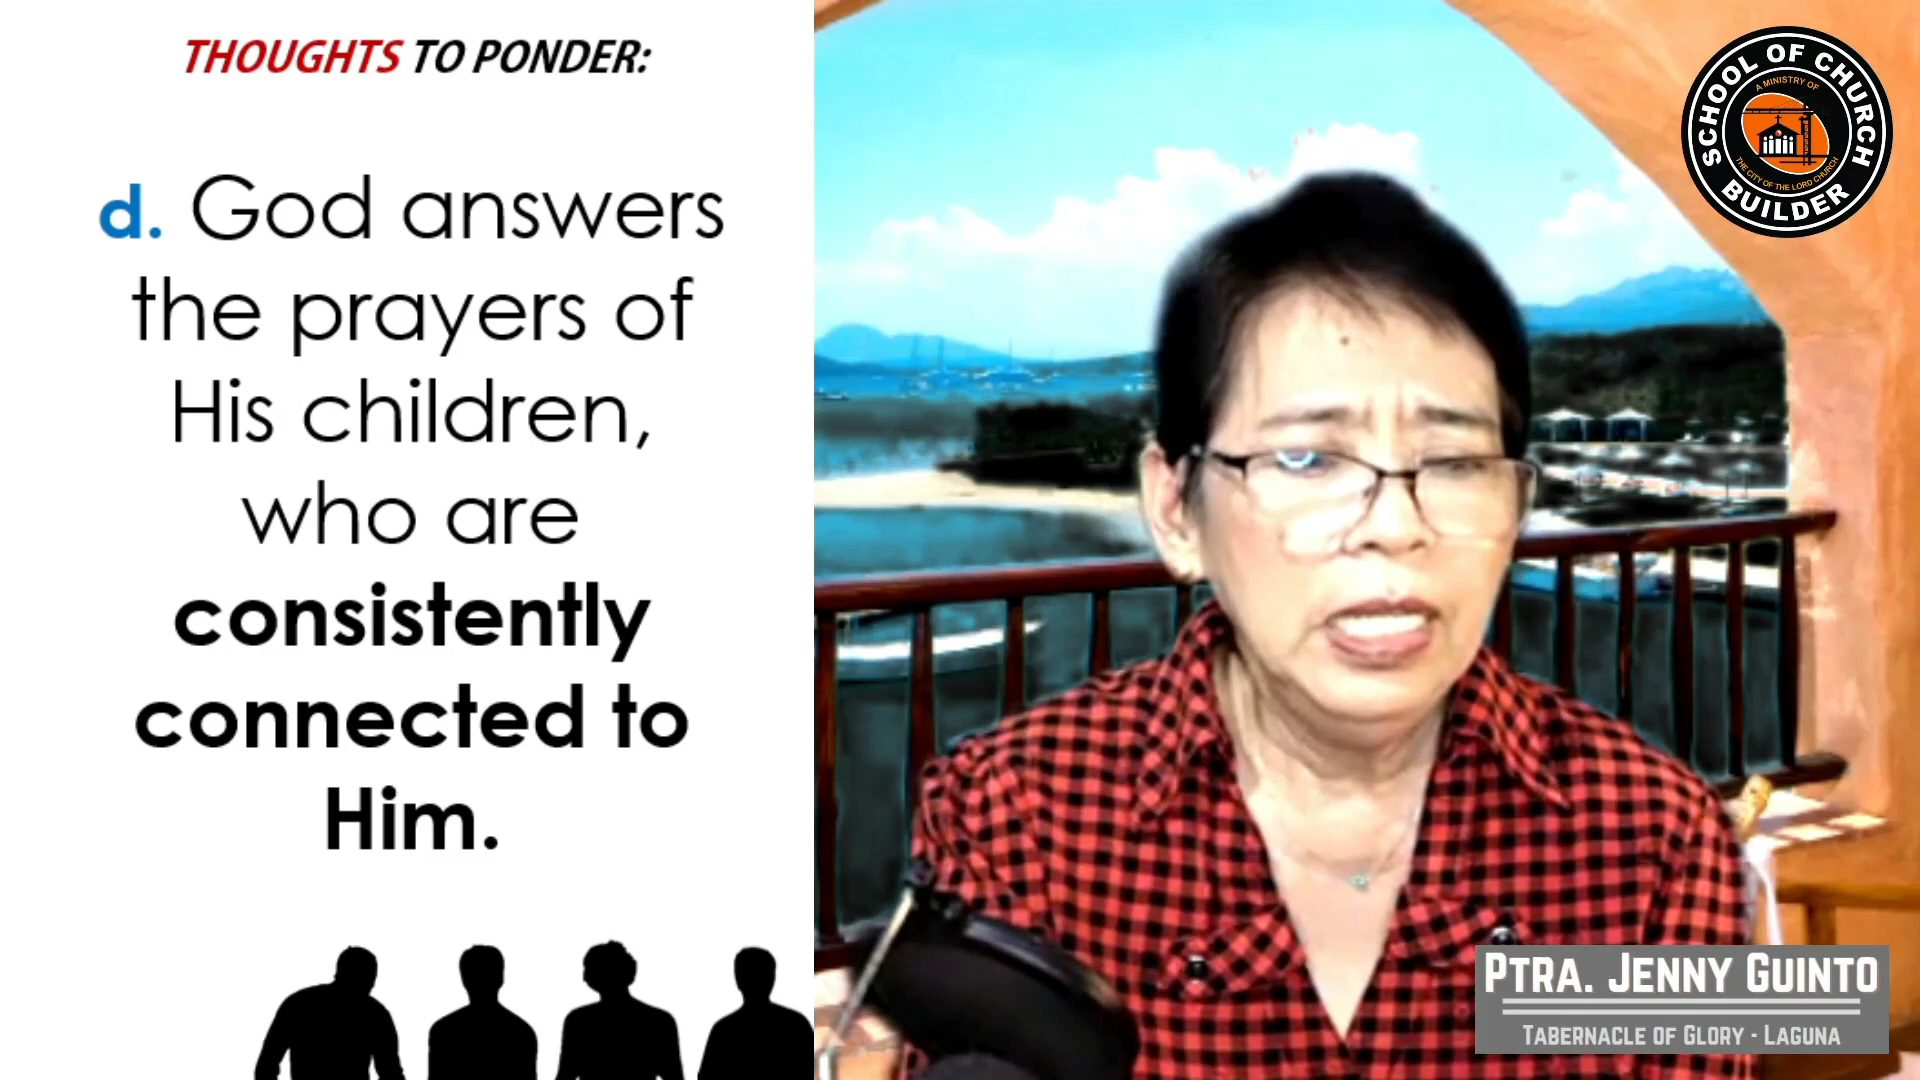 THOUGHTS TO PONDER:
d. God answers
the prayers of
His children,
who are
consistently
connected to
Him.
SCHOOL OF CHURCH
BUILDER
A MINISTRY OF
THE CITY OF THE LORD CHURCH
PTRA. JENNY GUINTO
TABERNACLE OF GLORY - LAGUNA